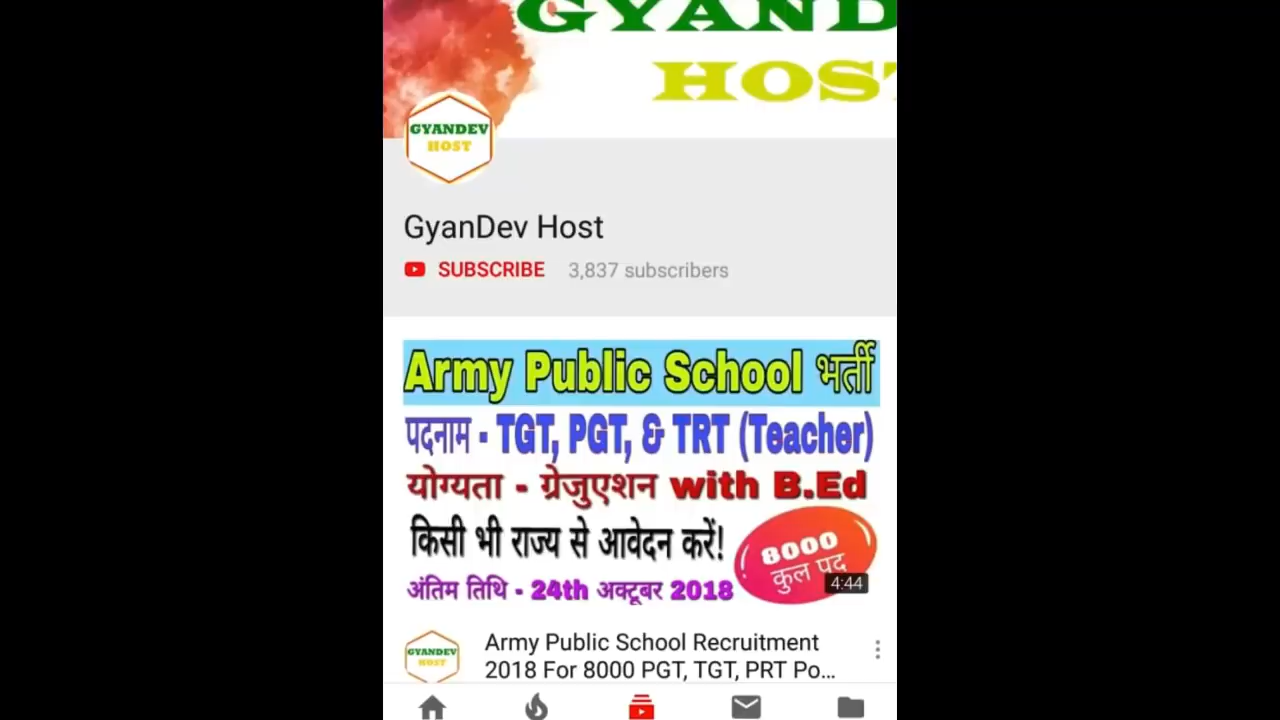 GYAND
HOST
GYANDEV
HOST
GyanDev Host
SUBSCRIBE 3,837 subscribers
Army Public School भर्ती
पदनाम - TGT, PGT, & TRT (Teacher)
योग्यता - ग्रेजुएशन with B.Ed
किसी भी राज्य से आवेदन करें!
8000
कुल पद
4:44
अंतिम तिथि - 24th अक्टूबर 2018
GYANDEV
HOST
Army Public School Recruitment
2018 For 8000 PGT, TGT, PRT Po...